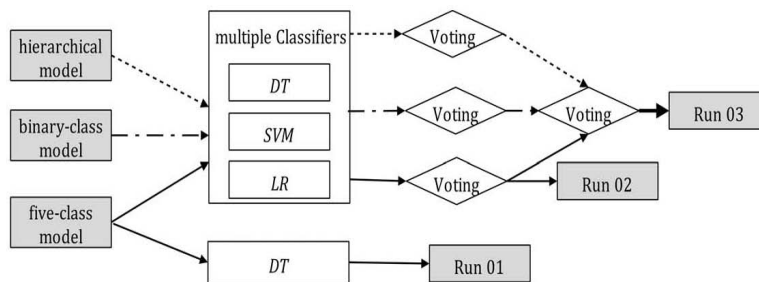 hierarchical
model
binary-class
model
five-class
model
multiple Classifiers
DT
SVM
LR
DT
Voting
Voting
Voting
Voting
Run 03
Run 02
Run 01